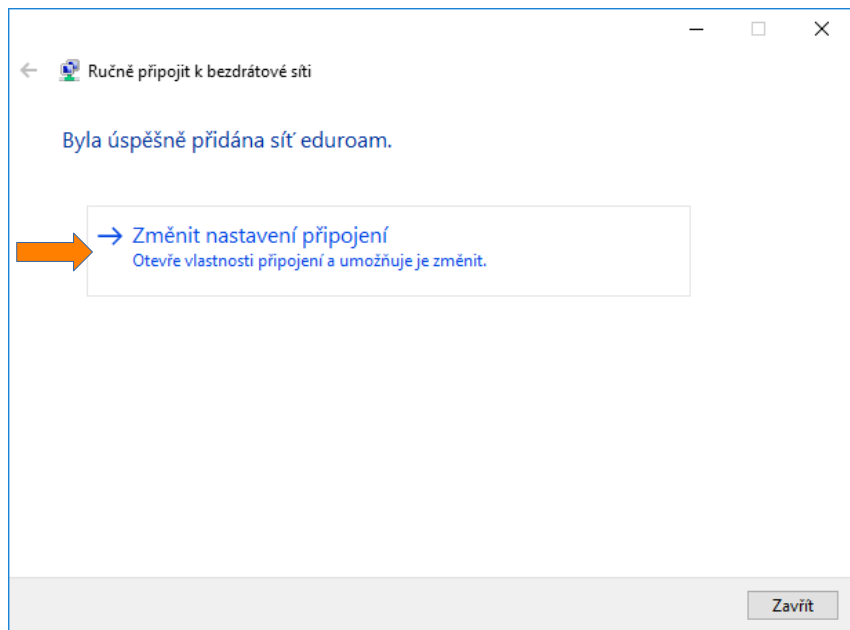 Ručně připojit k bezdrátové síti
Byla úspěšně přidána síť eduroam.
Změnit nastavení připojení
Otevře vlastnosti připojení a umožňuje je změnit.
Zavřít